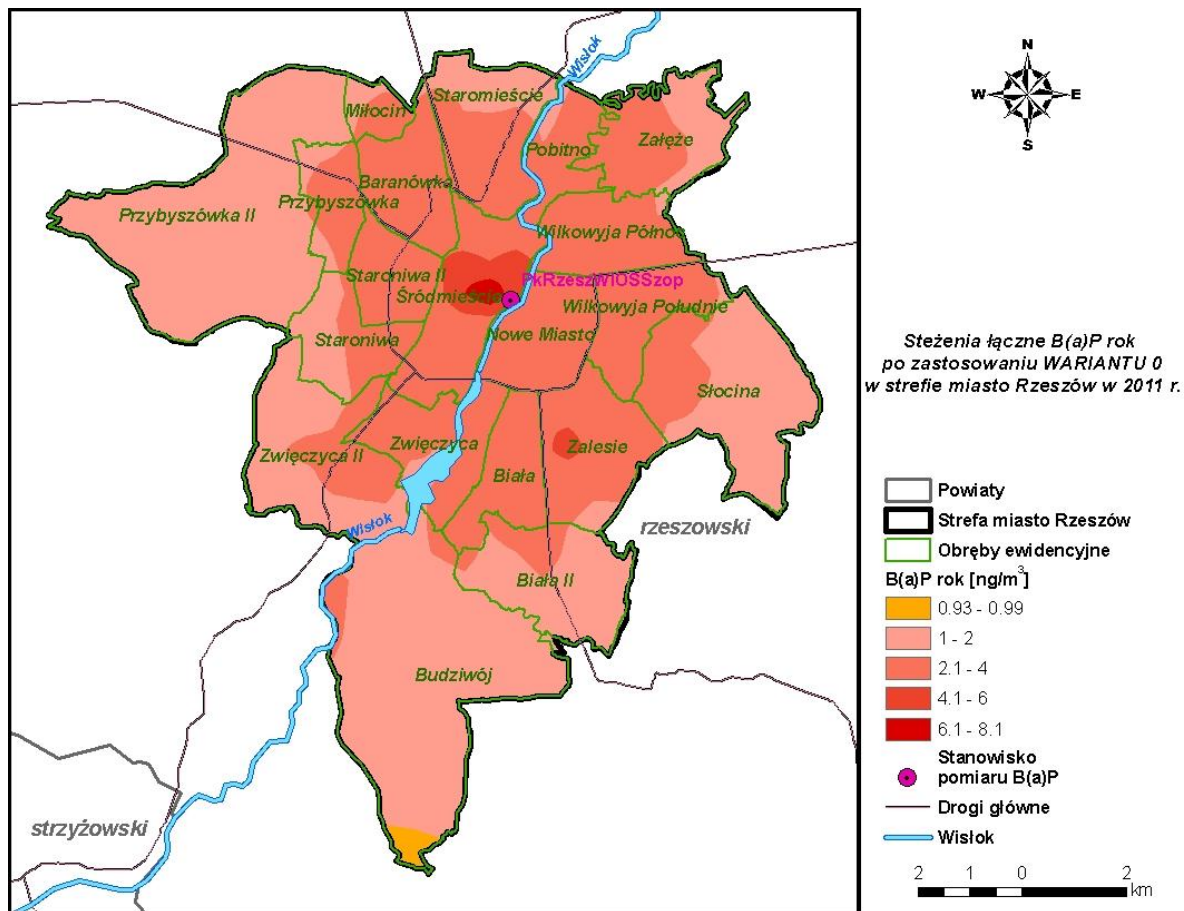 Wisłok
Staromieście
Miłocin
Załęże
Pobitno
Baranówka
Przybyszówka
Przybyszówka II
Wilkowyja Północ
Staroniwa II
PkRzeszWIOSSzop
Śródmieście
Wilkowyja Południe
Nowe Miasto
Staroniwa
Słocina
Zwięczyca
Zalesie
Zwięczyca II
Biała
Wisłok
rzeszowski
Biała II
Budziwój
strzyżowski
N
W E
S
Stężenia łączne B(a)P rok
po zastosowaniu WARIANTU 0
w strefie miasto Rzeszów w 2011 r.
Powiaty
Strefa miasto Rzeszów
Obręby ewidencyjne
B(a)P rok [ng/m³]
0.93 - 0.99
1 - 2
2.1 - 4
4.1 - 6
6.1 - 8.1
Stanowisko
pomiaru B(a)P
Drogi główne
Wisłok
2 1 0 2
km